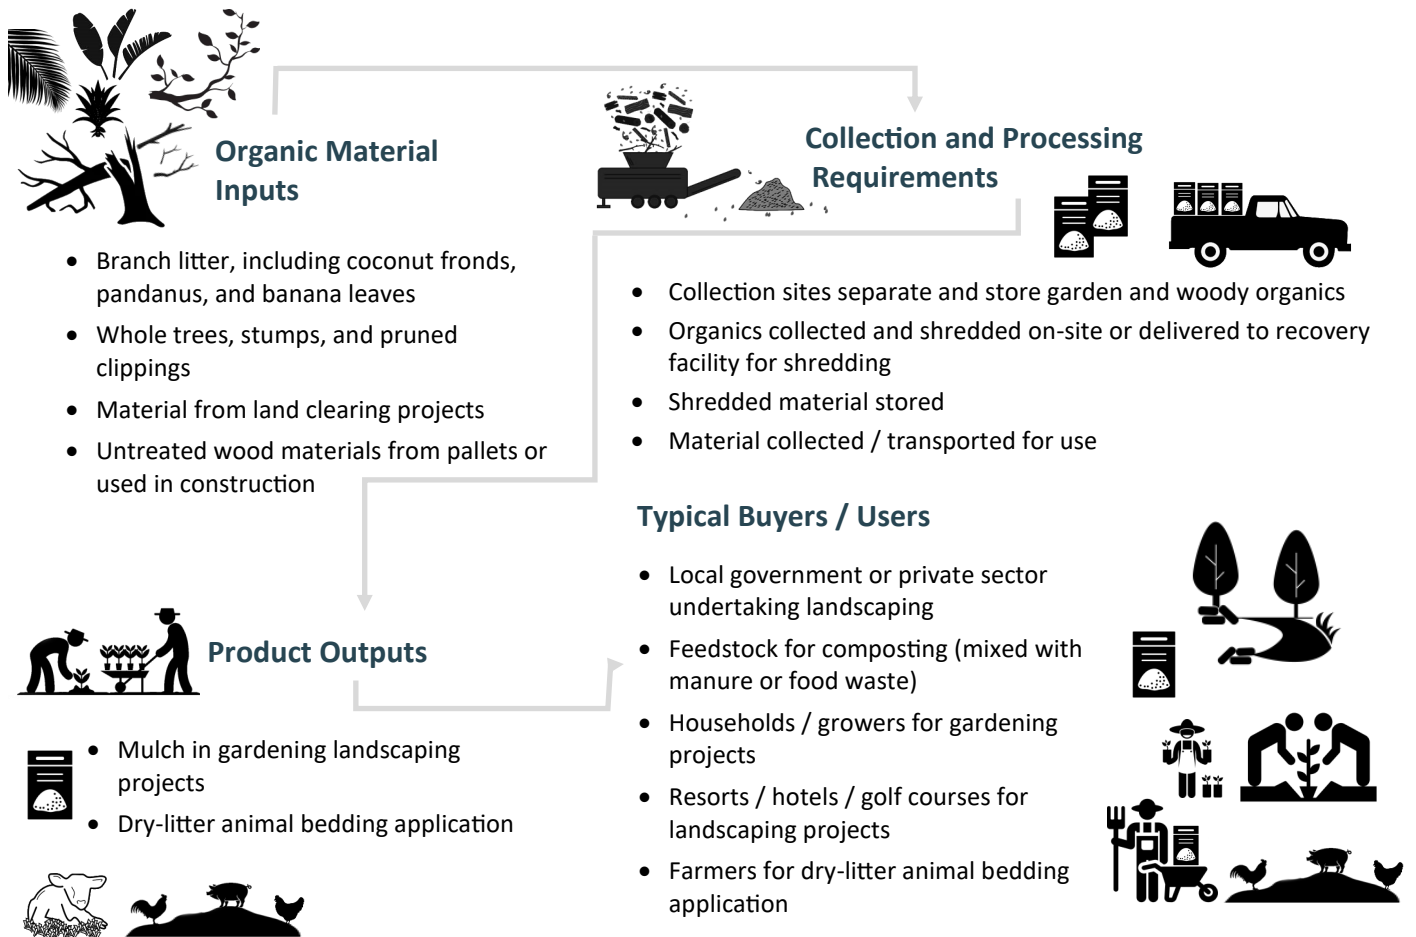 Organic Material
Inputs
• Branch litter, including coconut fronds,
pandanus, and banana leaves
• Whole trees, stumps, and pruned
clippings
• Material from land clearing projects
• Untreated wood materials from pallets or
used in construction
Collection and Processing
Requirements
• Collection sites separate and store garden and woody organics
• Organics collected and shredded on-site or delivered to recovery
facility for shredding
• Shredded material stored
• Material collected / transported for use
Product Outputs
• Mulch in gardening landscaping
projects
• Dry-litter animal bedding application
Typical Buyers / Users
• Local government or private sector
undertaking landscaping
• Feedstock for composting (mixed with
manure or food waste)
• Households / growers for gardening
projects
• Resorts / hotels / golf courses for
landscaping projects
• Farmers for dry-litter animal bedding
application